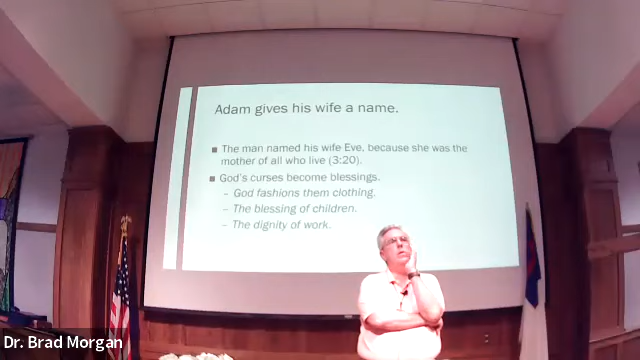 Adam gives his wife a name.
■ The man named his wife Eve, because she was the
mother of all who live (3:20).
■ God's curses become blessings.
– God fashions them clothing.
– The blessing of children.
– The dignity of work.
Dr. Brad Morgan